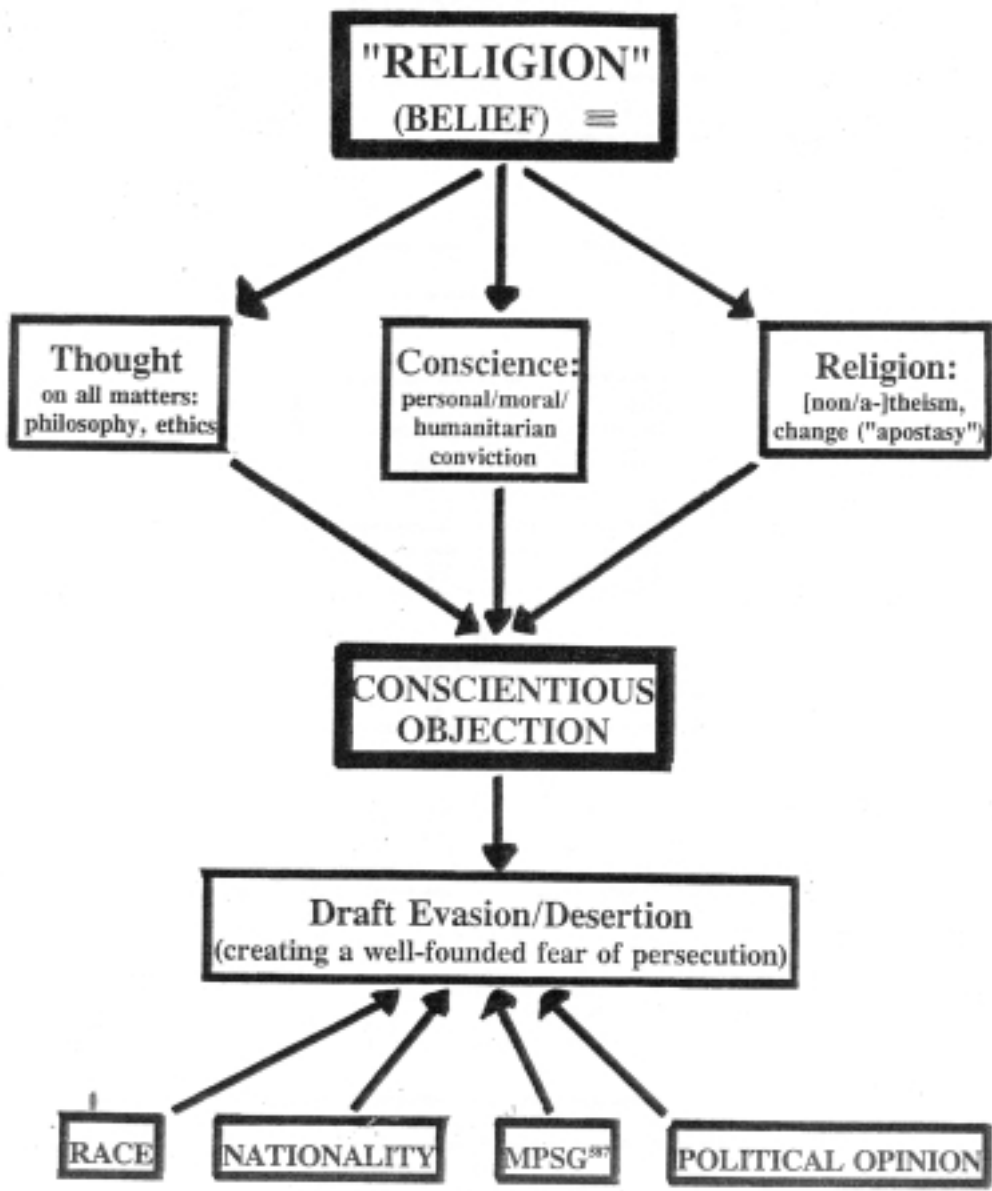 "RELIGION"
(BELIEF) ≡
Thought
on all matters:
philosophy, ethics
Conscience:
personal/moral/
humanitarian
conviction
Religion:
[non/a-]theism,
change ("apostasy")
CONSCIENTIOUS
OBJECTION
Draft Evasion/Desertion
(creating a well-founded fear of persecution)
RACE
NATIONALITY
MPSG⁵⁸⁷
POLITICAL OPINION